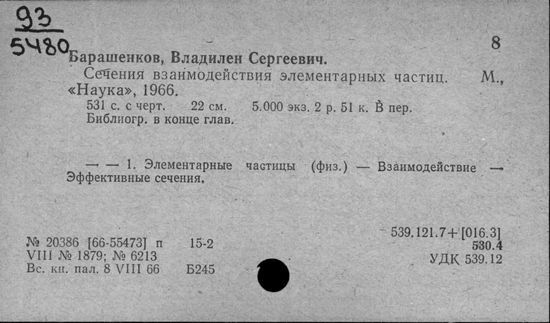 93
5480
8
Барашенков, Владилен Сергеевич.
Сечения взаимодействия элементарных частиц. М.,
«Наука», 1966.
531 с. с черт. 22 см. 5.000 экз. 2 р. 51 к. В пер.
Библиогр. в конце глав.
— — 1. Элементарные частицы (физ.) — Взаимодействие —
Эффективные сечения.
№ 20386 [66-55473] п 15-2
VIII № 1879; № 6213
Вс. кн. пал. 8 VIII 66 Б245
539.121.7+[016.3]
530.4
УДК 539.12